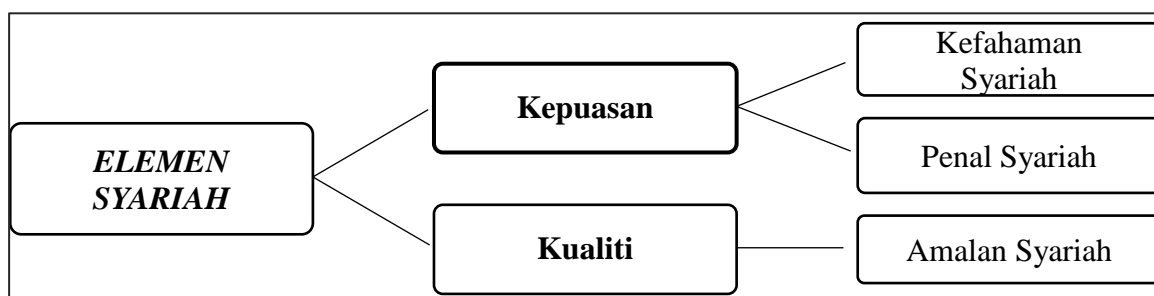 ELEMEN
SYARIAH
Kepuasan
Kefahaman
Syariah
Penal Syariah
Kualiti
Amalan Syariah